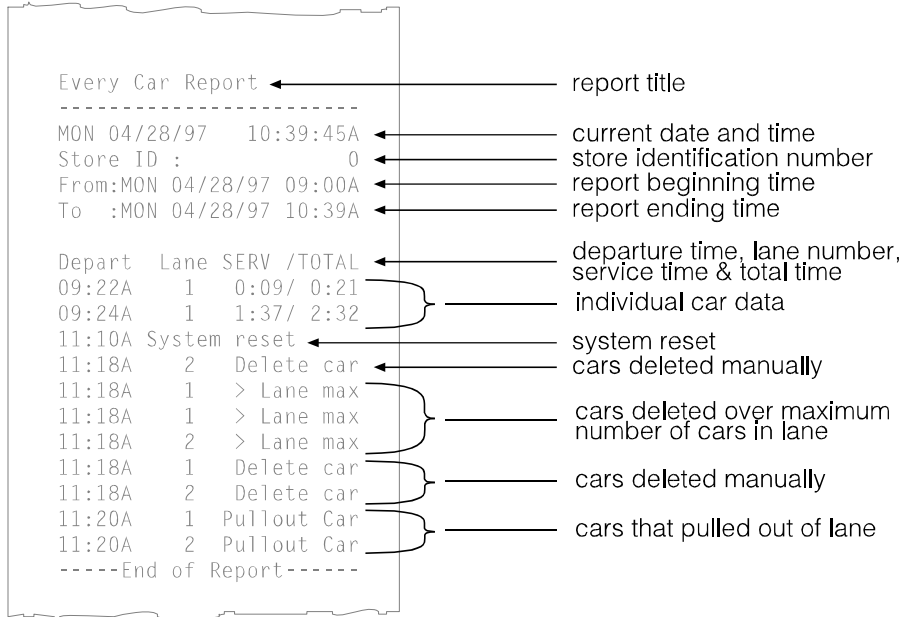 Every Car Report
report title
-------------------------
MON 04/28/97   10:39:45A
current date and time
Store ID :             0
store identification number
From:MON 04/28/97 09:00A
report beginning time
To  :MON 04/28/97 10:39A
report ending time
Depart  Lane SERV /TOTAL
departure time, lane number,
service time & total time
09:22A    1   0:09/ 0:21
09:24A    1   1:37/ 2:32
individual car data
11:10A System reset
system reset
11:18A    2   Delete car
cars deleted manually
11:18A    1   > Lane max
11:18A    1   > Lane max
11:18A    2   > Lane max
cars deleted over maximum
number of cars in lane
11:18A    1   Delete car
11:18A    2   Delete car
cars deleted manually
11:20A    1  Pullout Car
11:20A    2  Pullout Car
cars that pulled out of lane
-----End of Report------